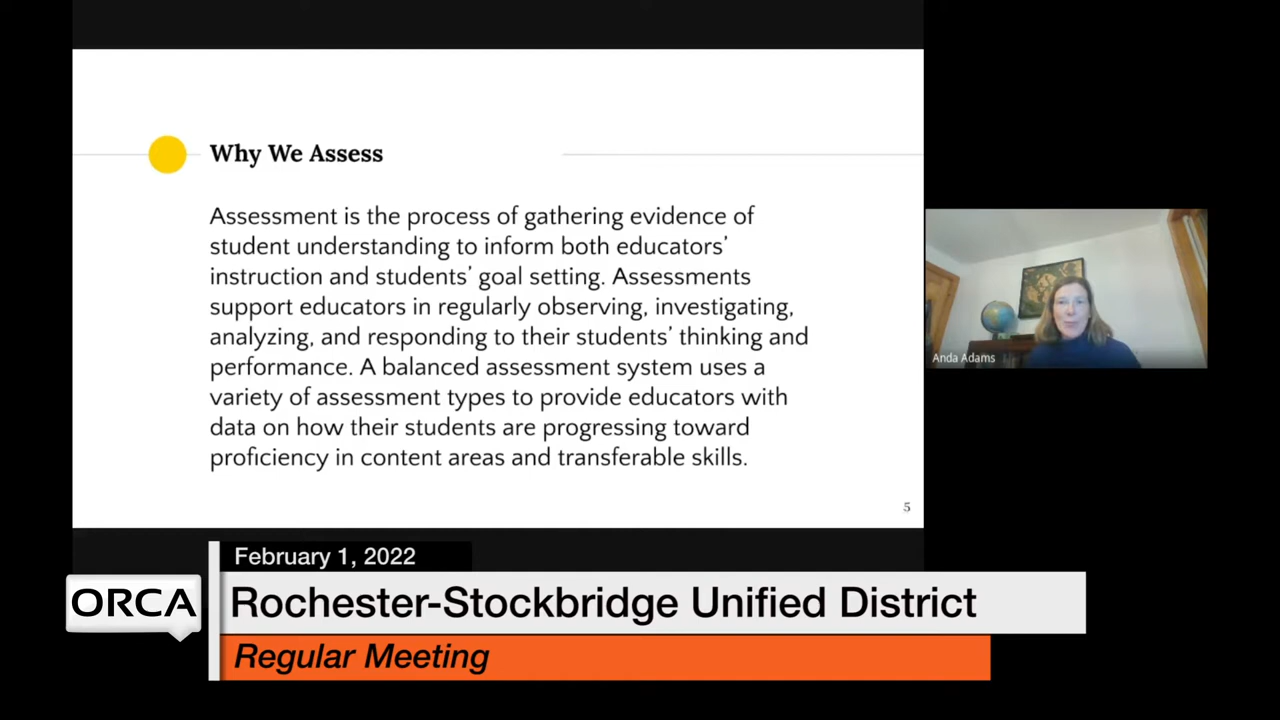 Why We Assess
Assessment is the process of gathering evidence of
student understanding to inform both educators’
instruction and students’ goal setting. Assessments
support educators in regularly observing, investigating,
analyzing, and responding to their students’ thinking and
performance. A balanced assessment system uses a
variety of assessment types to provide educators with
data on how their students are progressing toward
proficiency in content areas and transferable skills.
5
Anda Adams
February 1, 2022
ORCA
Rochester-Stockbridge Unified District
Regular Meeting